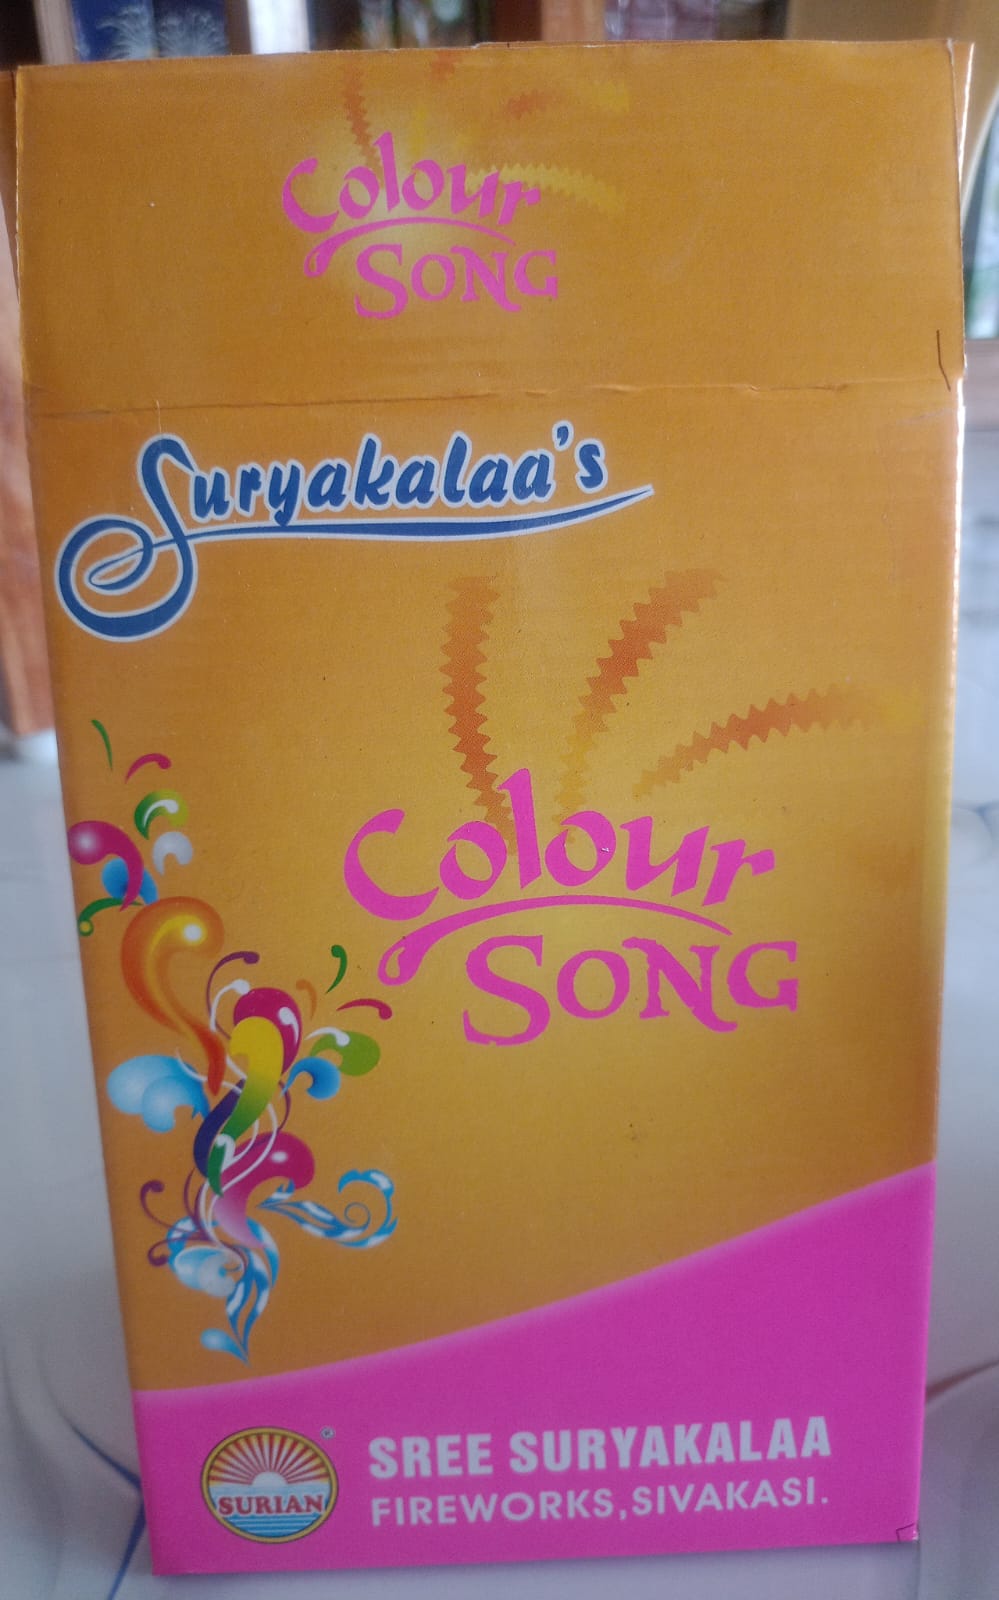 Colour
SONG
Suryakalaa's
Colour
SONG
SURIAN
®
SREE SURYAKALAA
FIREWORKS,SIVAKASI.